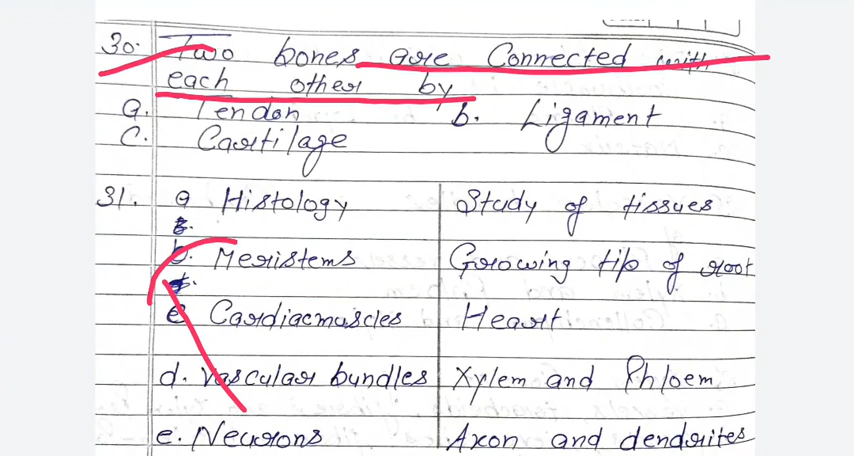 30. Two bones are Connected with
each other by
a. Tendon b. Ligament
c. Cartilage
31. a Histology Study of tissues
b. Meristems Growing tip of root
c Cardiacmuscles Heart
d. Vascular bundles Xylem and Phloem
e. Neurons Axon and dendrites